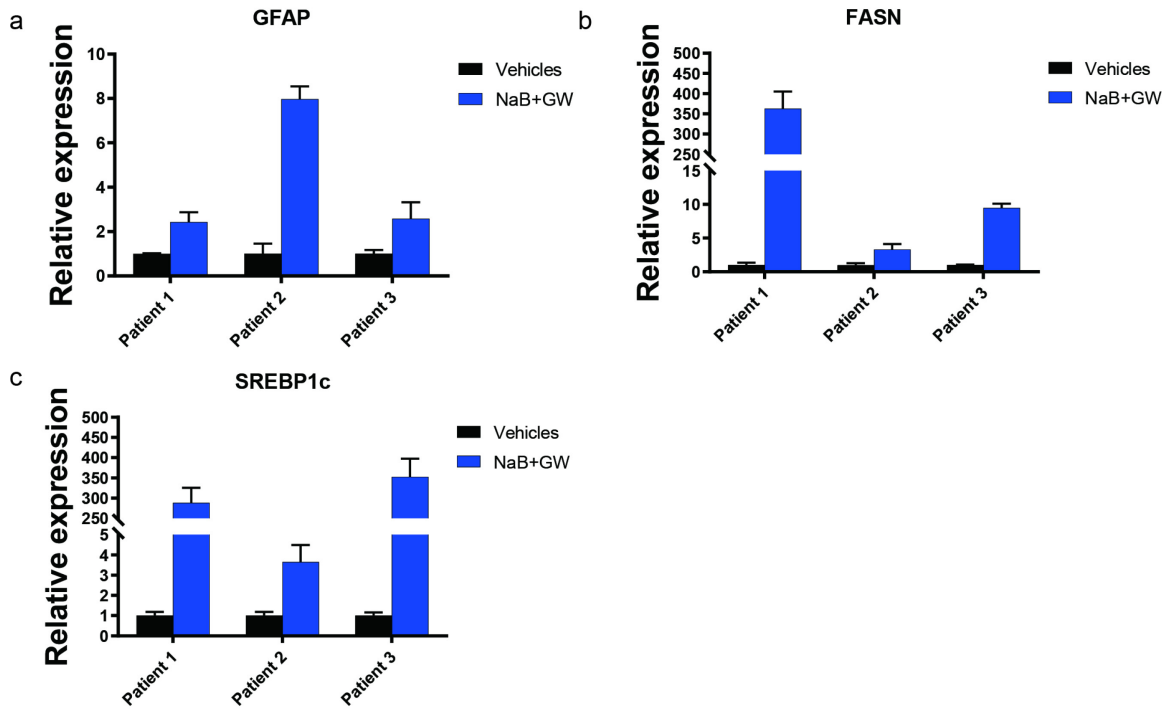 a
GFAP
Relative expression
10
8
6
4
2
0
Patient 1
Patient 2
Patient 3
Vehicles
NaB+GW
b
FASN
Relative expression
500
450
400
350
300
250
15
10
5
0
Patient 1
Patient 2
Patient 3
Vehicles
NaB+GW
c
SREBP1c
Relative expression
500
450
400
350
300
250
5
4
3
2
1
0
Patient 1
Patient 2
Patient 3
Vehicles
NaB+GW